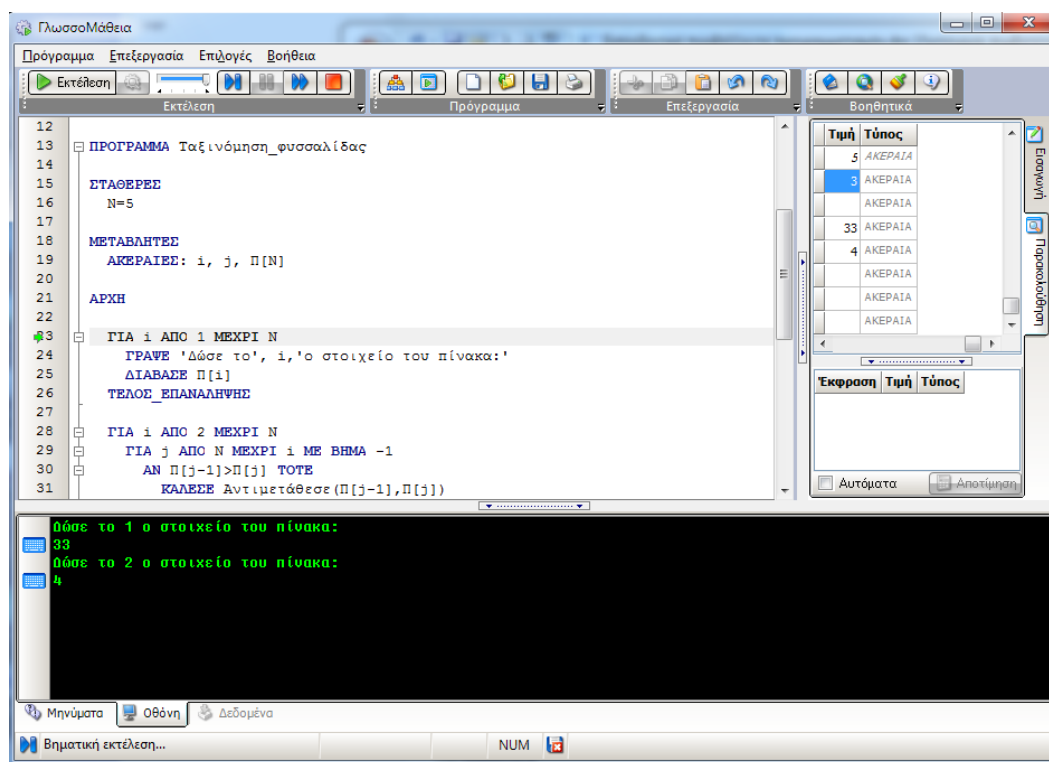 ΓλωσσοΜάθεια
Πρόγραμμα Επεξεργασία Επιλογές Βοήθεια
Εκτέλεση
Εκτέλεση Πρόγραμμα Επεξεργασία Βοηθητικά
12
13 ΠΡΟΓΡΑΜΜΑ Ταξινόμηση_φυσσαλίδας
14
15 ΣΤΑΘΕΡΕΣ
16 N=5
17
18 ΜΕΤΑΒΛΗΤΕΣ
19 ΑΚΕΡΑΙΕΣ: i, j, Π[N]
20
21 ΑΡΧΗ
22
23 ΓΙΑ i ΑΠΟ 1 ΜΕΧΡΙ N
24 ΓΡΑΨΕ 'Δώσε το', i,'ο στοιχείο του πίνακα:'
25 ΔΙΑΒΑΣΕ Π[i]
26 ΤΕΛΟΣ_ΕΠΑΝΑΛΗΨΗΣ
27
28 ΓΙΑ i ΑΠΟ 2 ΜΕΧΡΙ N
29 ΓΙΑ j ΑΠΟ N ΜΕΧΡΙ i ΜΕ ΒΗΜΑ -1
30 ΑΝ Π[j-1]>Π[j] ΤΟΤΕ
31 ΚΑΛΕΣΕ Αντιμετάθεσε(Π[j-1],Π[j])
Τιμή Τύπος
5 ΑΚΕΡΑΙΑ
3 ΑΚΕΡΑΙΑ
ΑΚΕΡΑΙΑ
33 ΑΚΕΡΑΙΑ
4 ΑΚΕΡΑΙΑ
ΑΚΕΡΑΙΑ
ΑΚΕΡΑΙΑ
ΑΚΕΡΑΙΑ
Έκφραση Τιμή Τύπος
Αυτόματα Αποτίμηση
Εισαγωγή
Παρακολούθηση
Δώσε το 1 ο στοιχείο του πίνακα:
33
Δώσε το 2 ο στοιχείο του πίνακα:
4
Μηνύματα Οθόνη Δεδομένα
Βηματική εκτέλεση... NUM